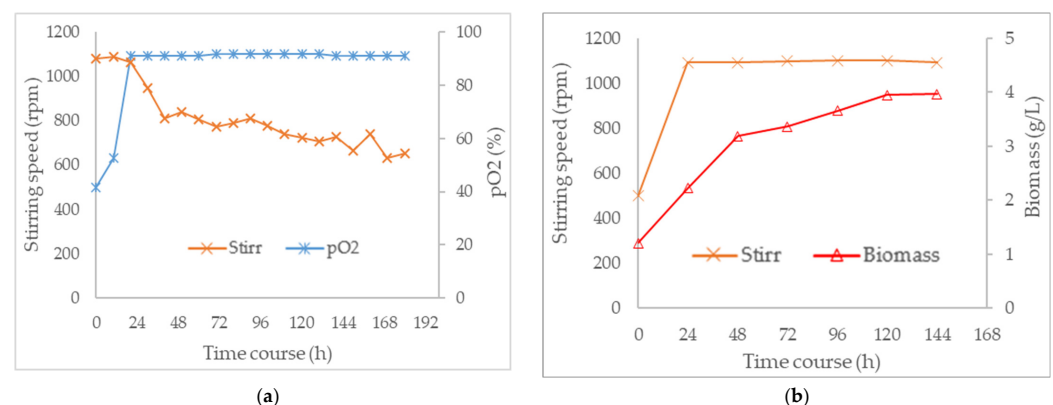 1200
1000
800
600
400
200
0
Stirring speed (rpm)
100
80
60
40
20
0
pO2 (%)
Stirr
pO2
0 24 48 72 96 120 144 168 192
Time course (h)
(a)
1200
1000
800
600
400
200
0
Stirring speed (rpm)
5
4
3
2
1
0
Biomass (g/L)
Stirr
Biomass
0 24 48 72 96 120 144 168
Time course (h)
(b)